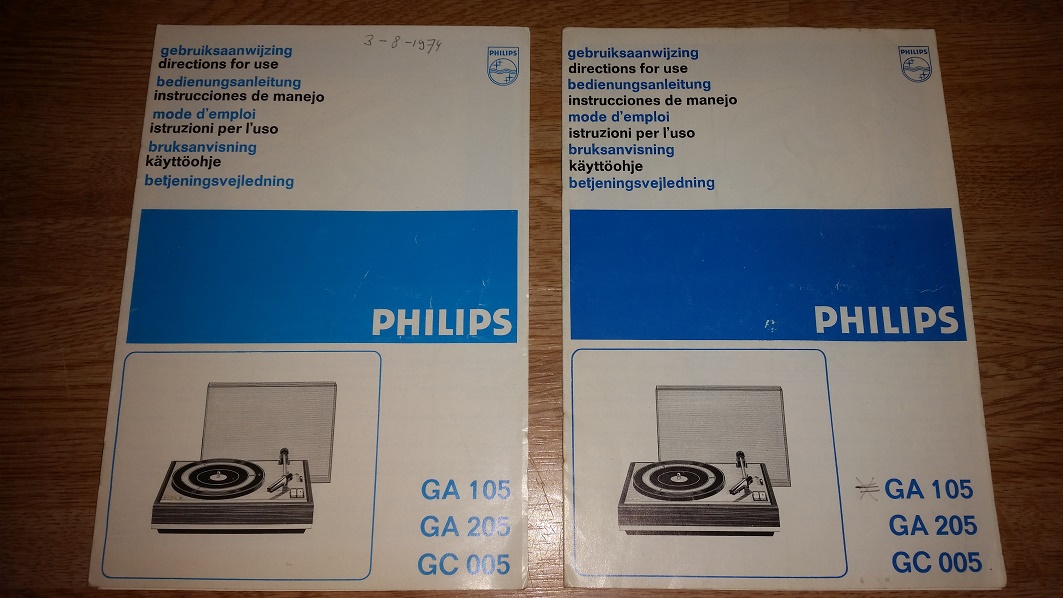 3-8-1974
PHILIPS
gebruiksaanwijzing
directions for use
bedienungsanleitung
instrucciones de manejo
mode d'emploi
istruzioni per l'uso
bruksanvisning
käyttöohje
betjeningsvejledning
PHILIPS
GA 105
GA 205
GC 005
PHILIPS
gebruiksaanwijzing
directions for use
bedienungsanleitung
instrucciones de manejo
mode d'emploi
istruzioni per l'uso
bruksanvisning
käyttöohje
betjeningsvejledning
PHILIPS
GA 105
GA 205
GC 005